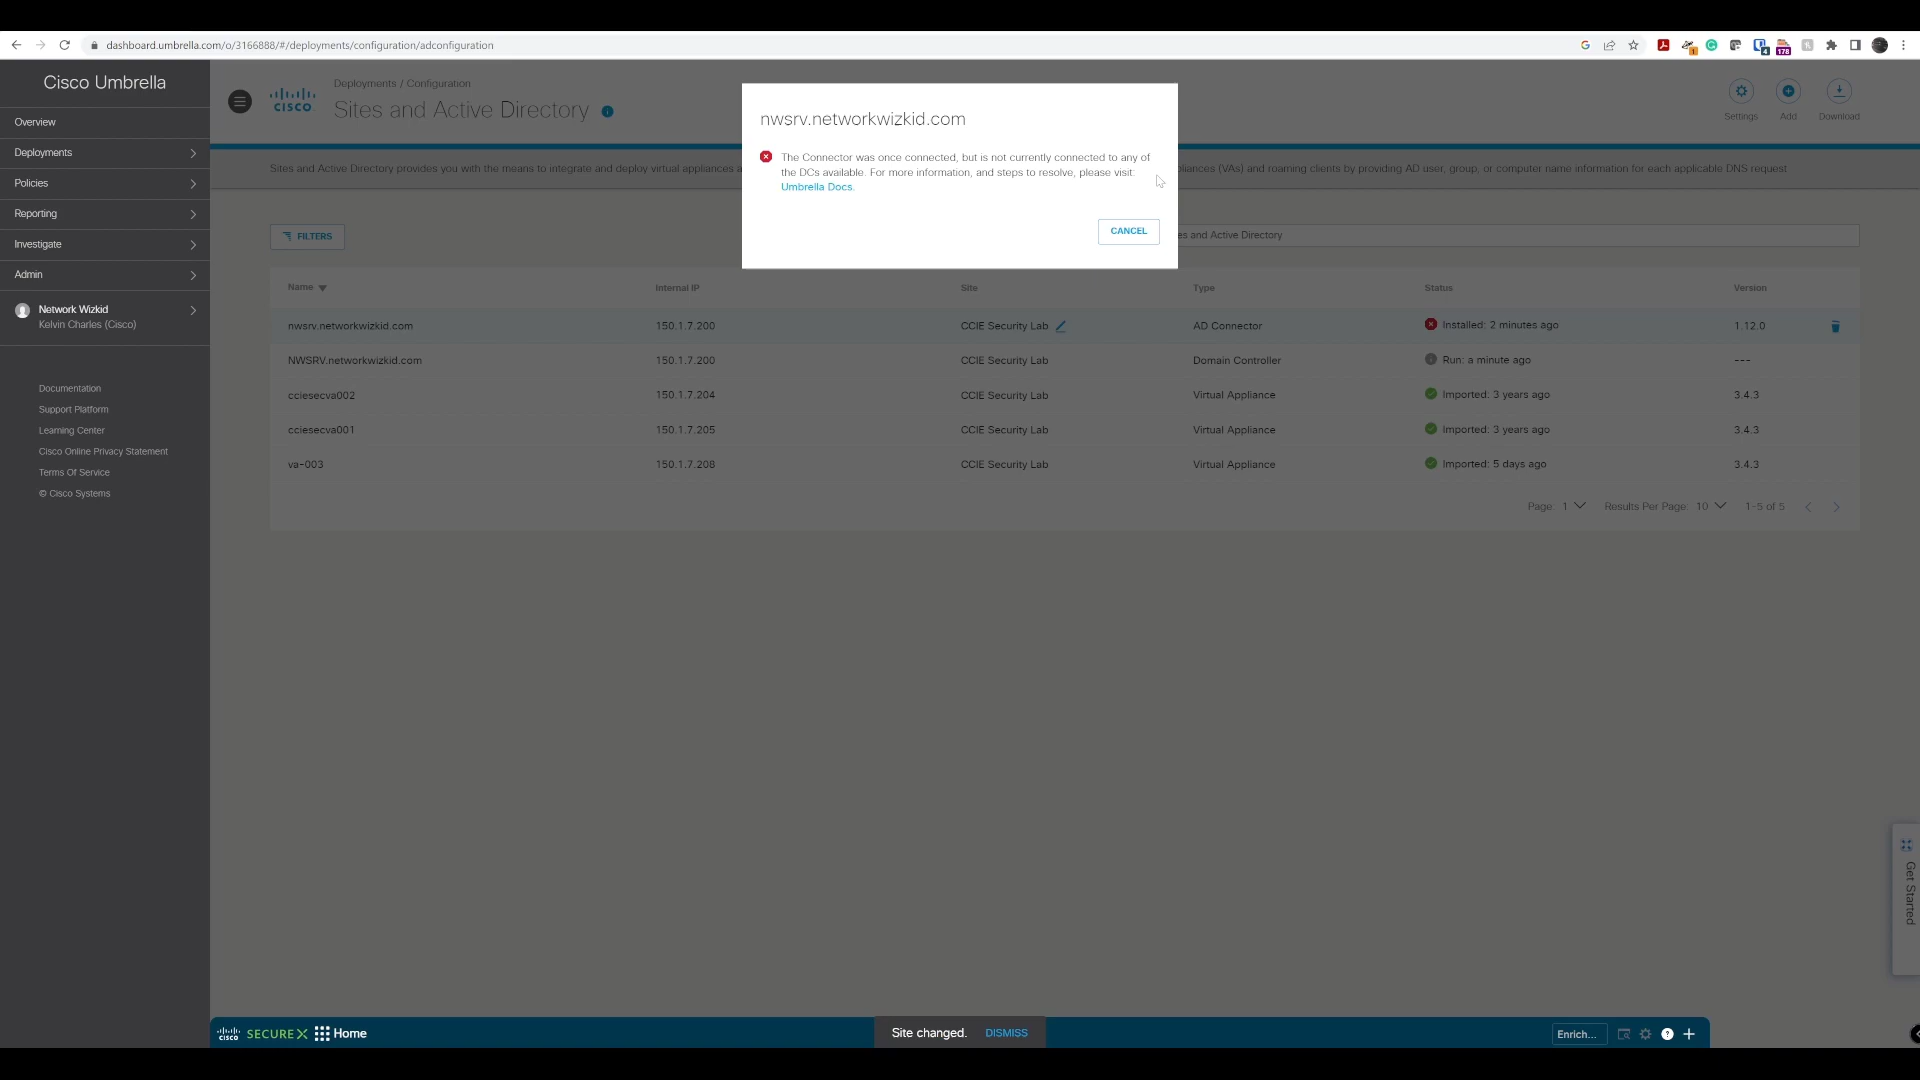 dashboard.umbrella.com/o/3166888/#/deployments/configuration/adconfiguration
1
4
178
Cisco Umbrella
Overview
Deployments
Policies
Reporting
Investigate
Admin
Network Wizkid
Kelvin Charles (Cisco)
Documentation
Support Platform
Learning Center
Cisco Online Privacy Statement
Terms Of Service
© Cisco Systems
CISCO
Deployments / Configuration
Sites and Active Directory
Settings
Add
Download
Sites and Active Directory provides you with the means to integrate and deploy virtual appliances a
pliances (VAs) and roaming clients by providing AD user, group, or computer name information for each applicable DNS request
nwsrv.networkwizkid.com
The Connector was once connected, but is not currently connected to any of
the DCs available. For more information, and steps to resolve, please visit:
Umbrella Docs.
CANCEL
FILTERS
es and Active Directory
Name Internal IP Site Type Status Version
nwsrv.networkwizkid.com 150.1.7.200 CCIE Security Lab AD Connector Installed: 2 minutes ago 1.12.0
NWSRV.networkwizkid.com 150.1.7.200 CCIE Security Lab Domain Controller Run: a minute ago ---
cciesecva002 150.1.7.204 CCIE Security Lab Virtual Appliance Imported: 3 years ago 3.4.3
cciesecva001 150.1.7.205 CCIE Security Lab Virtual Appliance Imported: 3 years ago 3.4.3
va-003 150.1.7.208 CCIE Security Lab Virtual Appliance Imported: 5 days ago 3.4.3
Page: 1 Results Per Page: 10 1-5 of 5
Get Started
CISCO SECUREX Home
Site changed. DISMISS
Enrich...